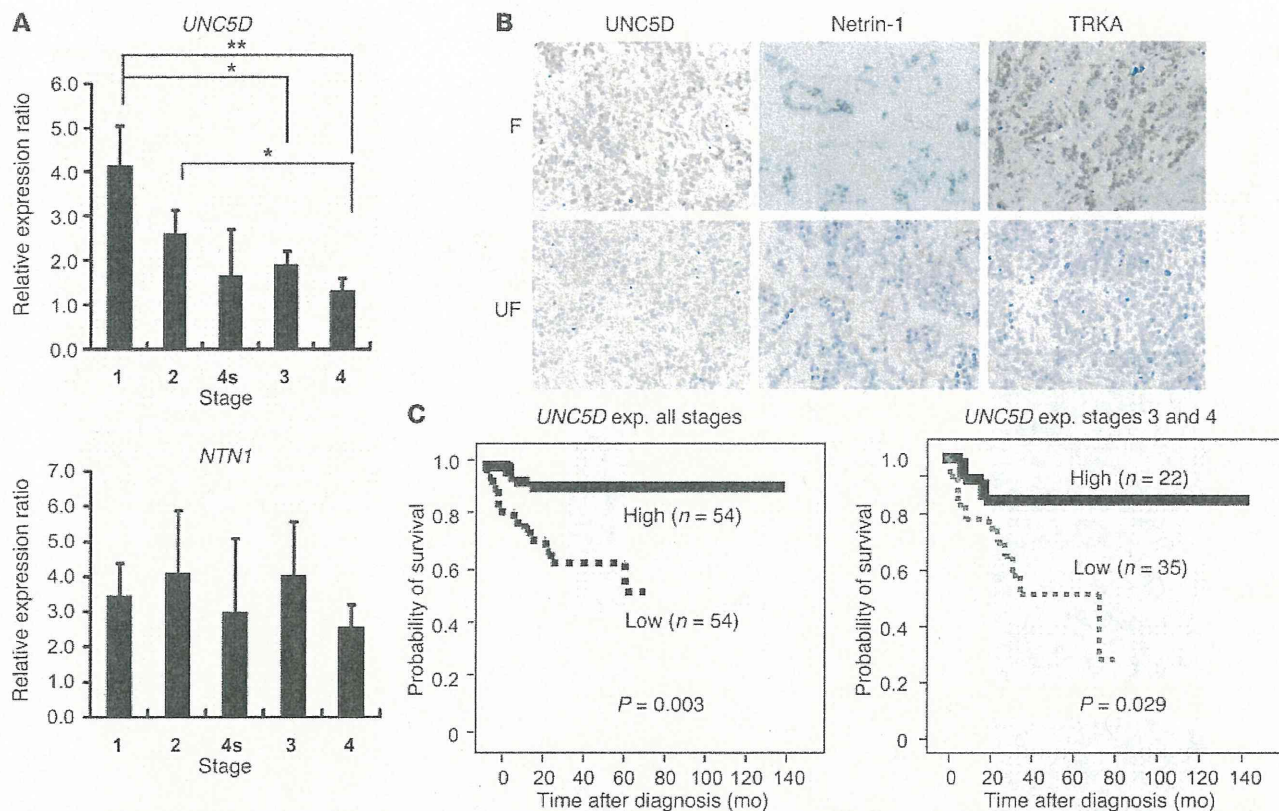 A
UNC5D
**
*
*
Relative expression ratio
6.0
5.0
4.0
3.0
2.0
1.0
0.0
1 2 4s 3 4
Stage
NTN1
Relative expression ratio
7.0
6.0
5.0
4.0
3.0
2.0
1.0
0.0
1 2 4s 3 4
Stage
B
UNC5D Netrin-1 TRKA
F
UF
C
UNC5D exp. all stages
Probability of survival
1.0
0.8
0.6
0.4
0.2
0
High (n = 54)
Low (n = 54)
P = 0.003
0 20 40 60 80 100 120 140
Time after diagnosis (mo)
UNC5D exp. stages 3 and 4
Probability of survival
1.0
0.8
0.6
0.4
0.2
0
High (n = 22)
Low (n = 35)
P = 0.029
0 20 40 60 80 100 120 140
Time after diagnosis (mo)